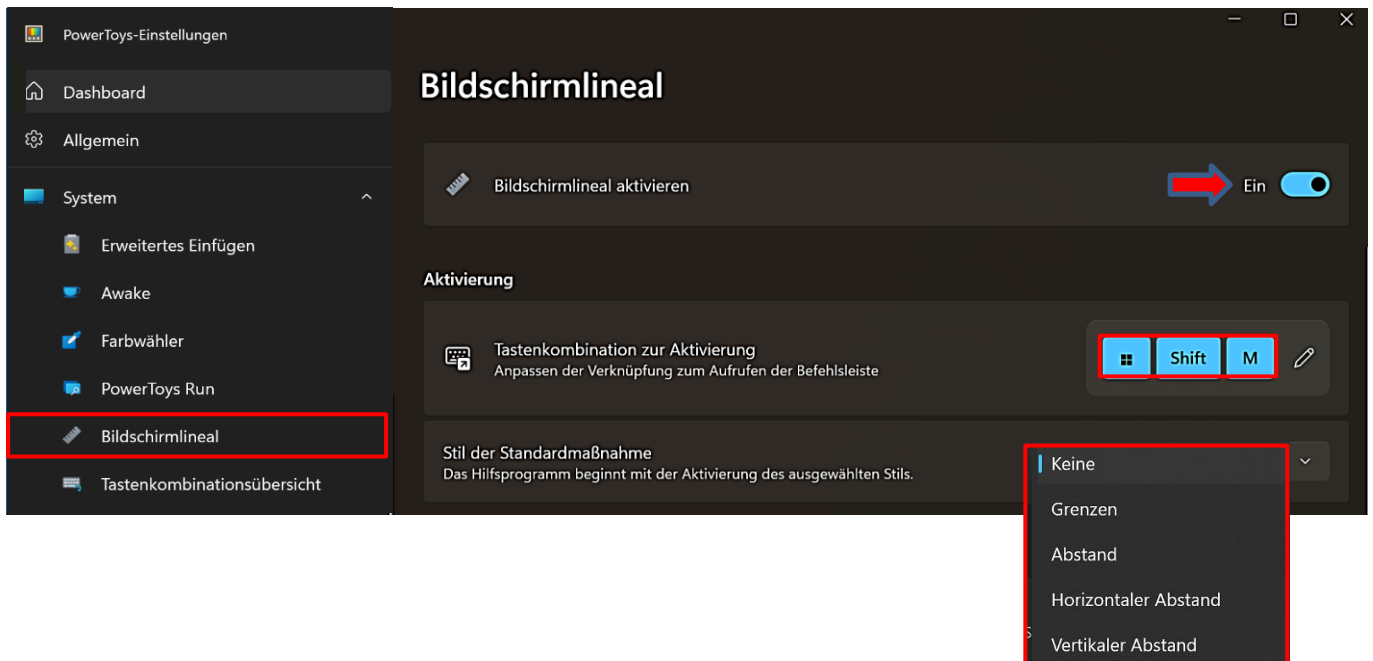 PowerToys-Einstellungen
Dashboard
Allgemein
System
Erweitertes Einfügen
Awake
Farbwähler
PowerToys Run
Bildschirmlineal
Tastenkombinationsübersicht
Bildschirmlineal
Bildschirmlineal aktivieren
Ein
Aktivierung
Tastenkombination zur Aktivierung
Anpassen der Verknüpfung zum Aufrufen der Befehlsleiste
Shift M
Stil der Standardmaßnahme
Das Hilfsprogramm beginnt mit der Aktivierung des ausgewählten Stils.
Keine
Grenzen
Abstand
Horizontaler Abstand
Vertikaler Abstand